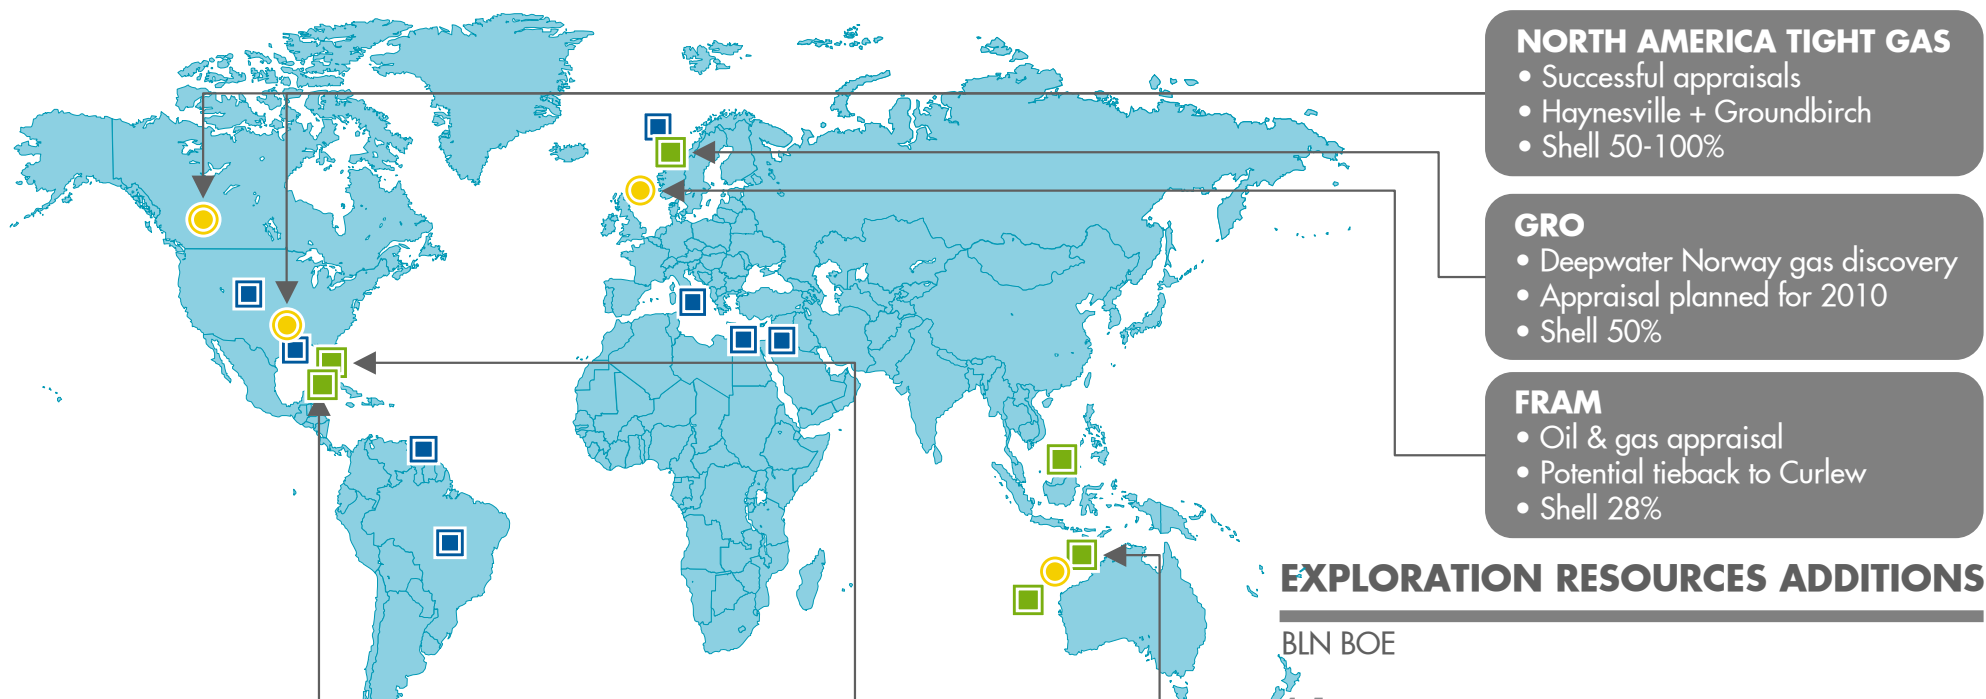 NORTH AMERICA TIGHT GAS
• Successful appraisals
• Haynesville + Groundbirch
• Shell 50-100%
GRO
• Deepwater Norway gas discovery
• Appraisal planned for 2010
• Shell 50%
FRAM
• Oil & gas appraisal
• Potential tieback to Curlew
• Shell 28%
EXPLORATION RESOURCES ADDITIONS
BLN BOE